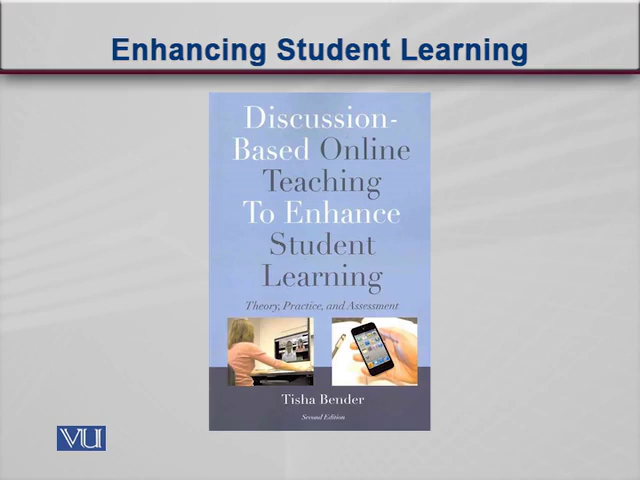 Enhancing Student Learning
Discussion-
Based Online
Teaching
To Enhance
Student
Learning
Theory, Practice, and Assessment
Tisha Bender
Second Edition
VU